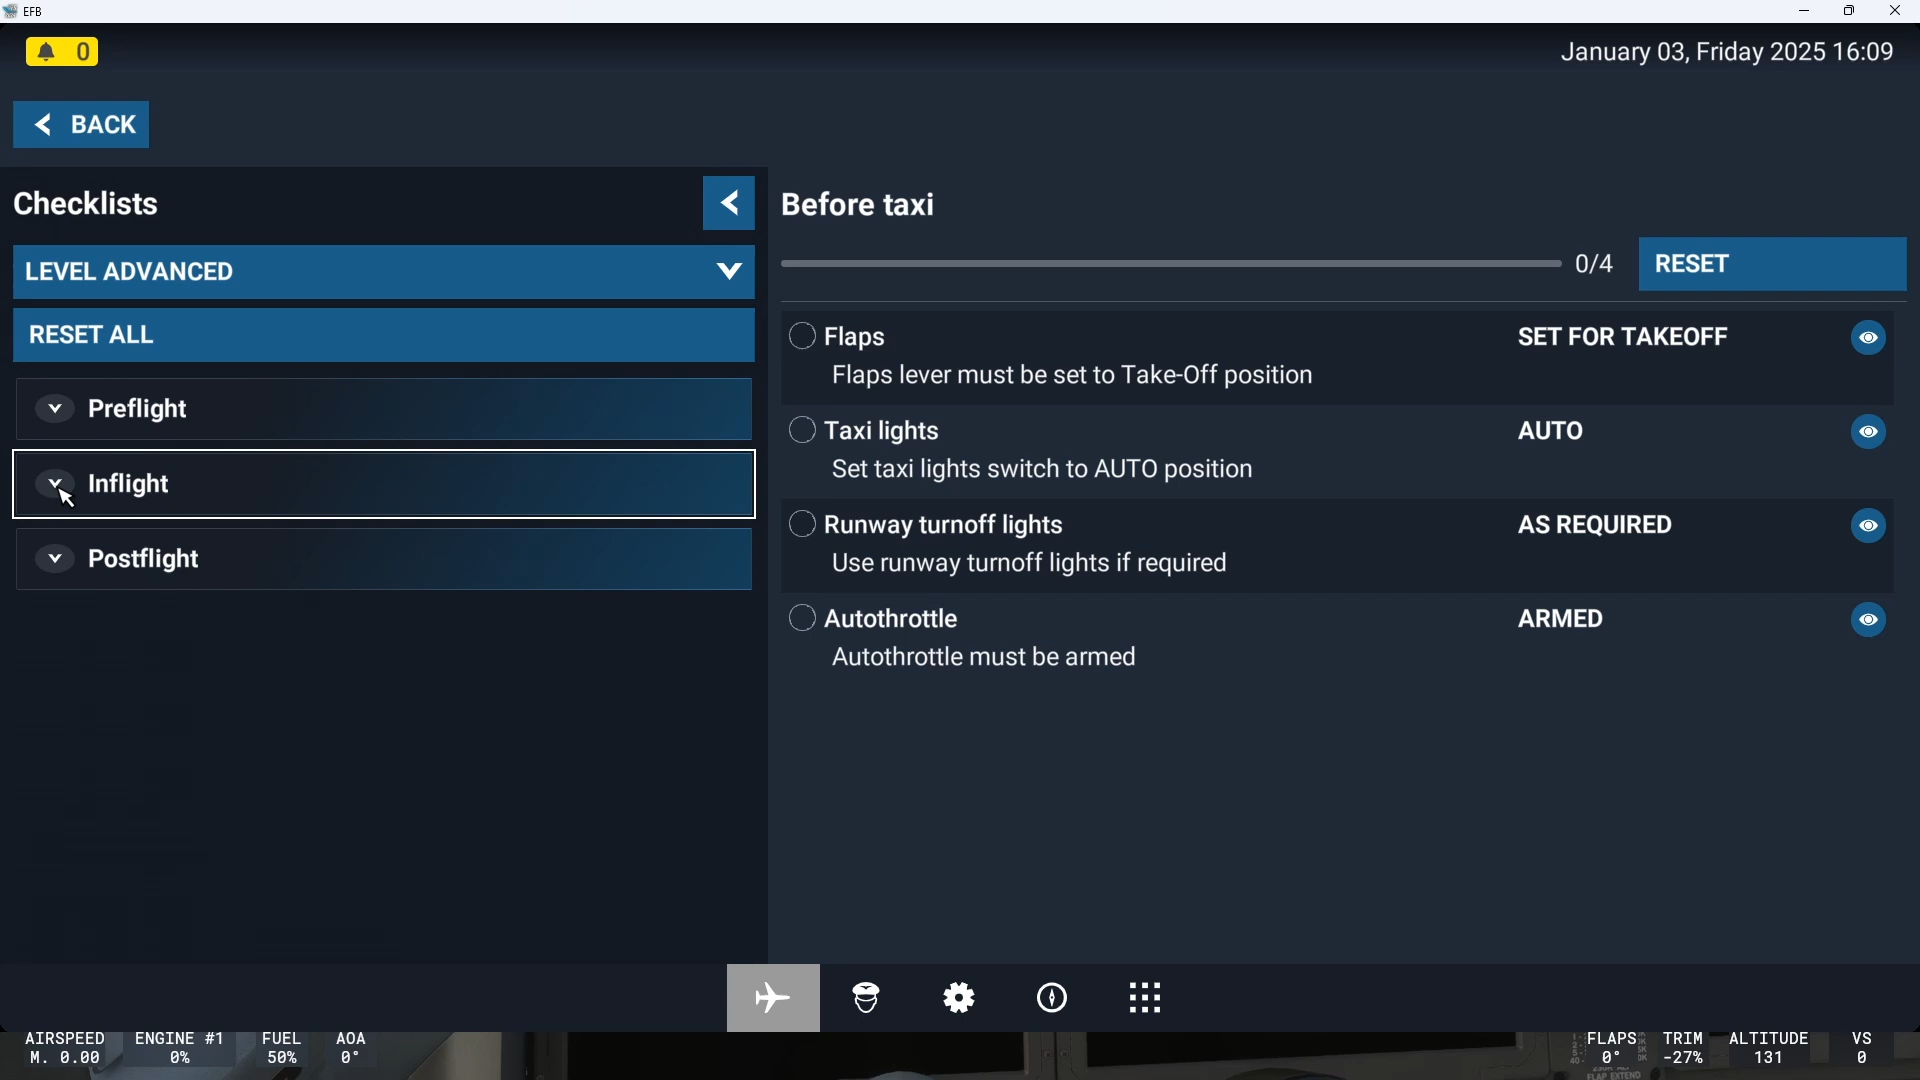 EFB
0
January 03, Friday 2025 16:09
BACK
Checklists
LEVEL ADVANCED
RESET ALL
Preflight
Inflight
Postflight
Before taxi
0/4
RESET
Flaps
SET FOR TAKEOFF
Flaps lever must be set to Take-Off position
Taxi lights
AUTO
Set taxi lights switch to AUTO position
Runway turnoff lights
AS REQUIRED
Use runway turnoff lights if required
Autothrottle
ARMED
Autothrottle must be armed
AIRSPEED ENGINE #1 FUEL AOA
M. 0.00 0% 50% 0°
FLAPS TRIM ALTITUDE VS
0° -27% 131 0
FLAP EXTEND